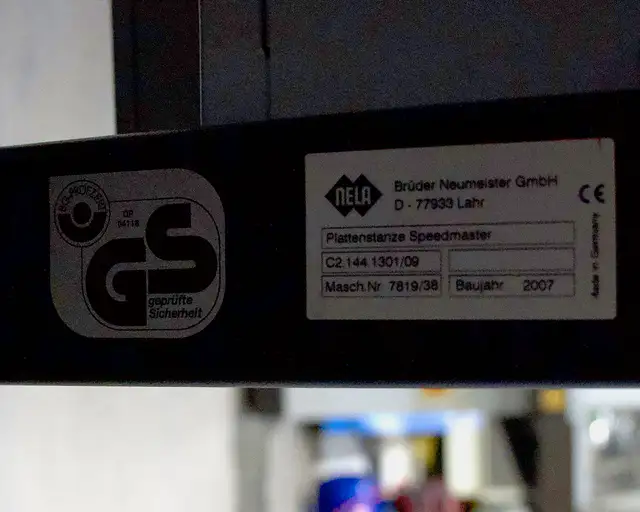 GS
geprüfte
Sicherheit
NELA
Brüder Neumeister GmbH
D - 77933 Lahr
CE
Plattenstanze Speedmaster
C2.144.1301/09
Masch.Nr 7819/38
Baujahr 2007
Made in Germany